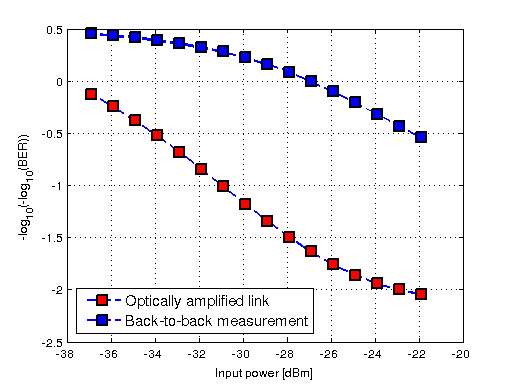 0.5
0
-0.5
-1
-1.5
-2
-2.5
-log10(-log10(BER))
Optically amplified link
Back-to-back measurement
-38 -36 -34 -32 -30 -28 -26 -24 -22 -20
Input power [dBm]